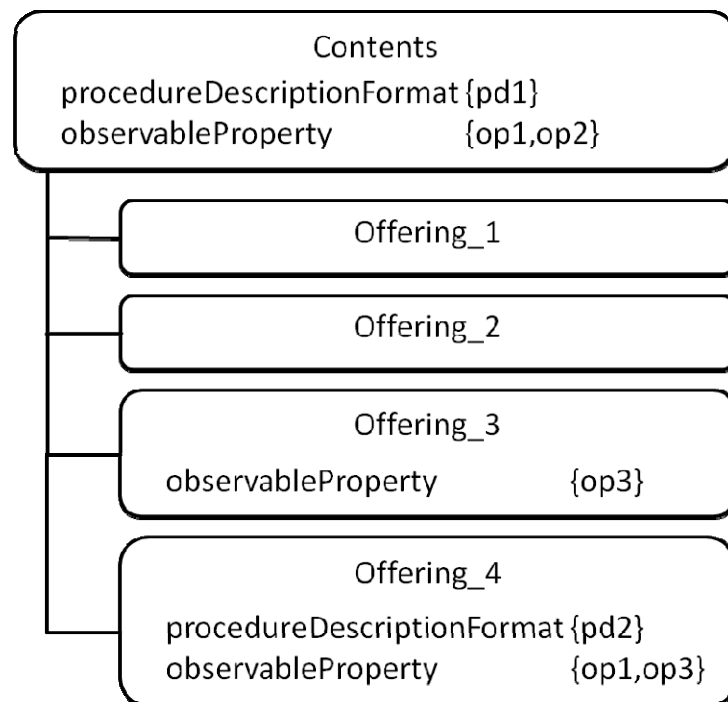 Contents
procedureDescriptionFormat {pd1}
observableProperty {op1,op2}
Offering_1
Offering_2
Offering_3
observableProperty {op3}
Offering_4
procedureDescriptionFormat {pd2}
observableProperty {op1,op3}